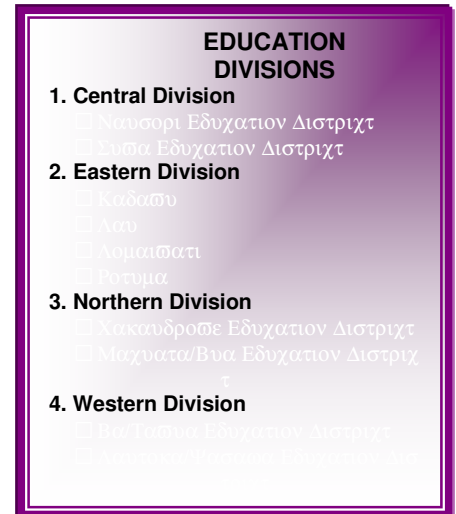 EDUCATION
DIVISIONS
1. Central Division
□ Ναυσορι Εδυχατιον Διστριχτ
□ Συϖα Εδυχατιον Διστριχτ
2. Eastern Division
□ Καδαϖυ
□ Λαυ
□ Λομαιϖατι
□ Ροτυμα
3. Northern Division
□ Χακαυδροϖε Εδυχατιον Διστριχτ
□ Μαχυατα/Βυα Εδυχατιον Διστριχ
τ
4. Western Division
□ Βα/Ταϖυα Εδυχατιον Διστριχτ
Εδυχατιον Διστ